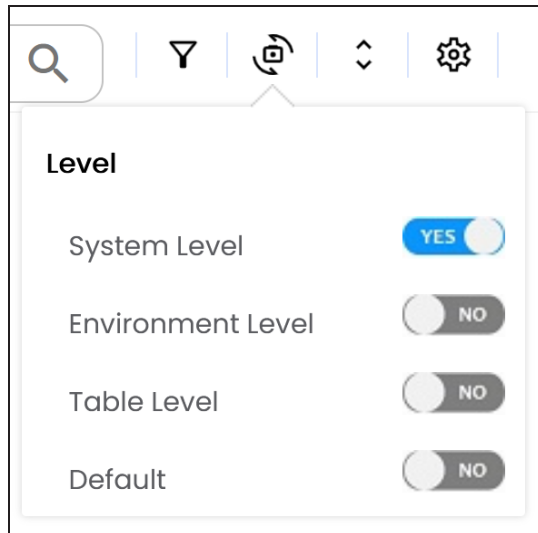 Level
System Level YES
Environment Level NO
Table Level NO
Default NO